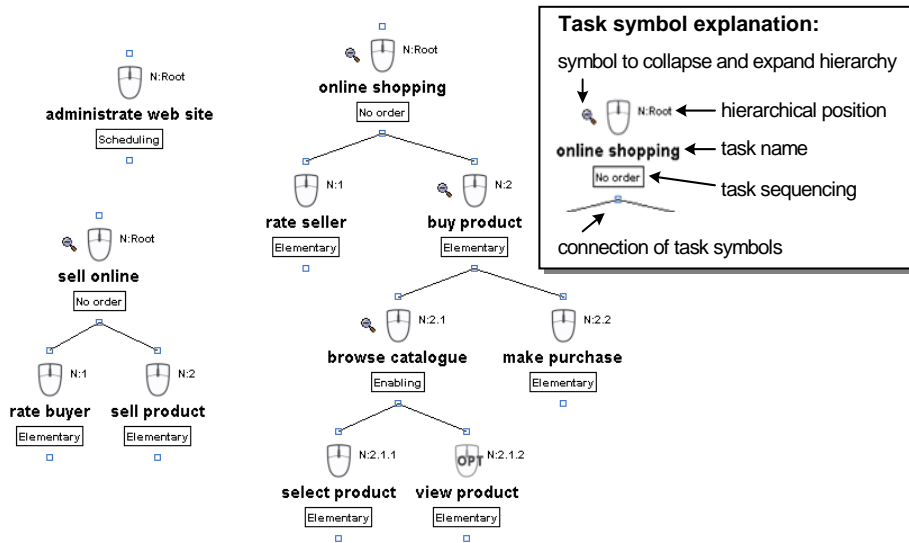 N:Root
administrate web site
Scheduling
N:Root
sell online
No order
N:1
rate buyer
Elementary
N:2
sell product
Elementary
N:Root
online shopping
No order
N:1
rate seller
Elementary
N:2
buy product
Elementary
N:2.1
browse catalogue
Enabling
N:2.2
make purchase
Elementary
N:2.1.1
select product
Elementary
OPT
N:2.1.2
view product
Elementary
Task symbol explanation:
symbol to collapse and expand hierarchy
N:Root
hierarchical position
online shopping
task name
No order
task sequencing
connection of task symbols